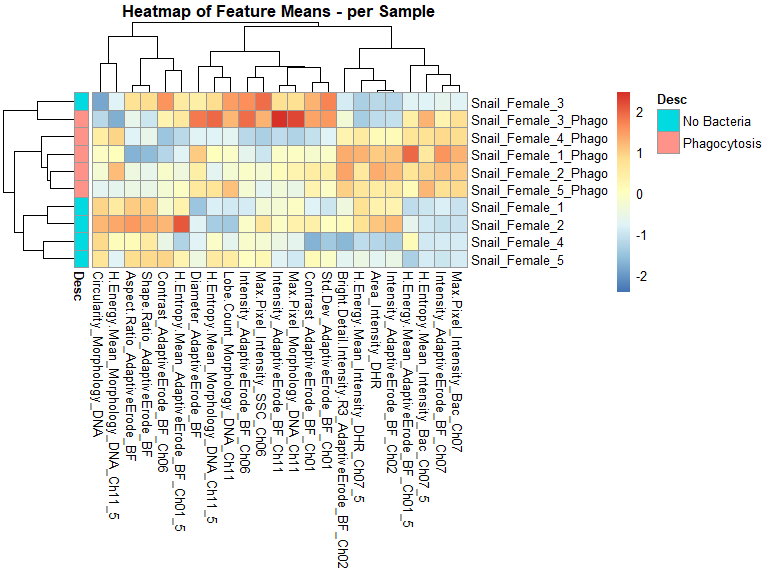 Heatmap of Feature Means - per Sample
Snail_Female_3
Snail_Female_3_Phago
Snail_Female_4_Phago
Snail_Female_1_Phago
Snail_Female_2_Phago
Snail_Female_5_Phago
Snail_Female_1
Snail_Female_2
Snail_Female_4
Snail_Female_5
2
1
0
-1
-2
Desc
No Bacteria
Phagocytosis
Desc
Circularity_Morphology_DNA
H.Energy.Mean_Morphology_DNA_Ch11_5
Aspect.Ratio_AdaptiveErode_BF
Shape.Ratio_AdaptiveErode_BF
Contrast_AdaptiveErode_BF_Ch06
H.Entropy.Mean_AdaptiveErode_BF_Ch01_5
Diameter_AdaptiveErode_BF
H.Entropy.Mean_Morphology_DNA_Ch11_5
Lobe.Count_Morphology_DNA_Ch11
Intensity_AdaptiveErode_BF_Ch06
Max.Pixel_Intensity_SSC_Ch06
Intensity_AdaptiveErode_BF_Ch11
Max.Pixel_Morphology_DNA_Ch11
Contrast_AdaptiveErode_BF_Ch01
Std.Dev_AdaptiveErode_BF_Ch01
Bright.Detail.Intensity_R3_AdaptiveErode_BF_Ch02
H.Energy.Mean_Intensity_DHR_Ch07_5
Area_Intensity_DHR
Intensity_AdaptiveErode_BF_Ch02
H.Energy.Mean_AdaptiveErode_BF_Ch01_5
H.Entropy.Mean_Intensity_Bac_Ch07_5
Intensity_AdaptiveErode_BF_Ch07
Max.Pixel_Intensity_Bac_Ch07